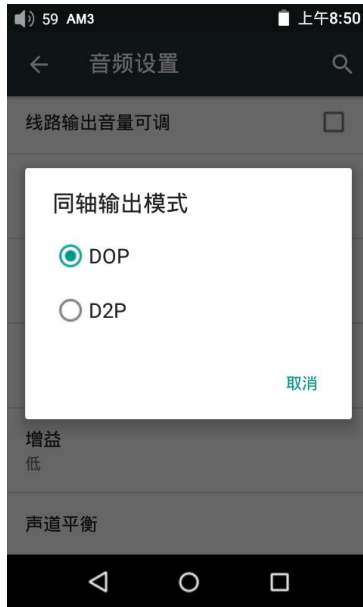 59 AM3 上午8:50
音频设置
线路输出音量可调
同轴输出模式
DOP
D2P
取消
增益
低
声道平衡